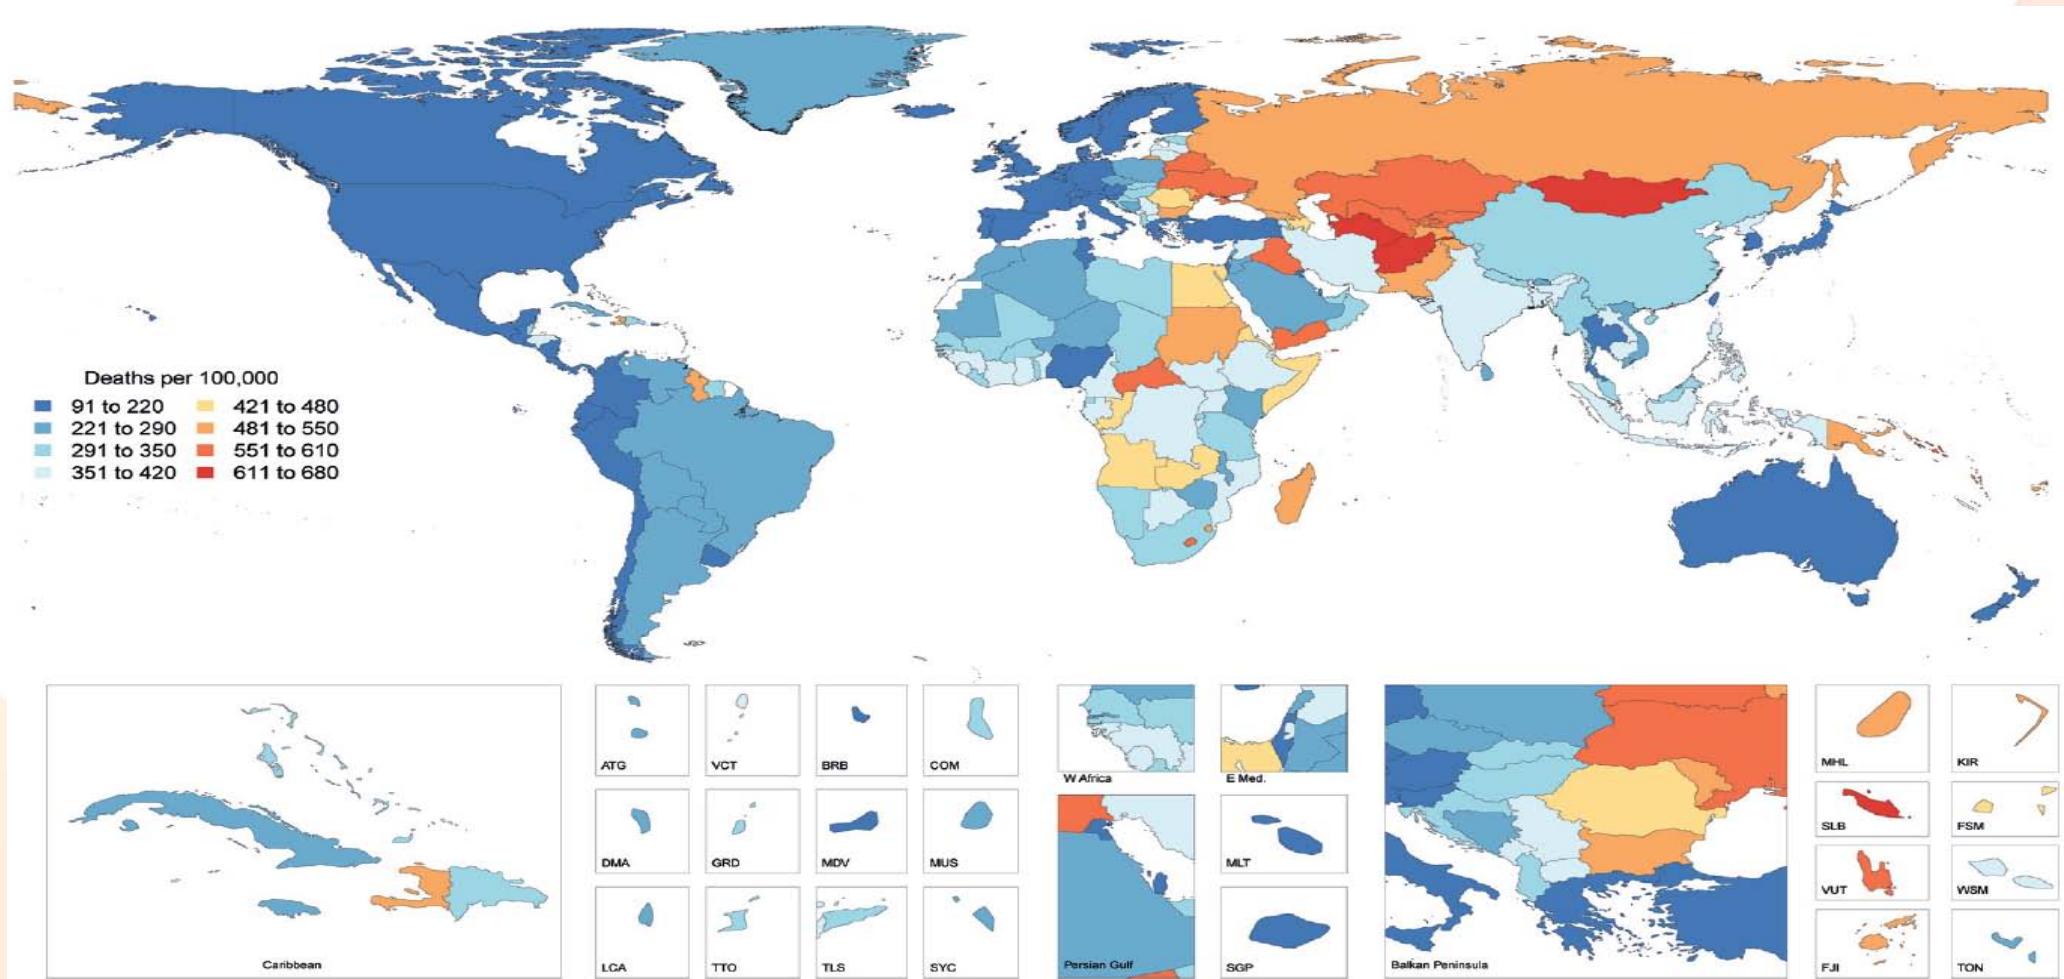 Deaths per 100,000
91 to 220
221 to 290
291 to 350
351 to 420
421 to 480
481 to 550
551 to 610
611 to 680
Caribbean
ATG
VCT
BRB
COM
DMA
GRD
MDV
MUS
LCA
TTO
TLS
SYC
W Africa
E Med.
Persian Gulf
MLT
SGP
Balkan Peninsula
MHL
KIR
SLB
FSM
VUT
WSM
FJI
TON